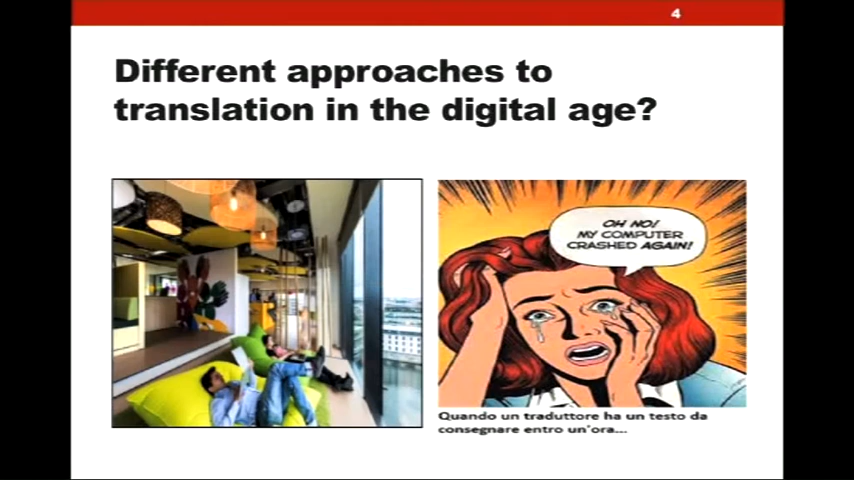 4
Different approaches to
translation in the digital age?
OH NO!
MY COMPUTER
CRASHED AGAIN!
Quando un traduttore ha un testo da
consegnare entro un'ora...